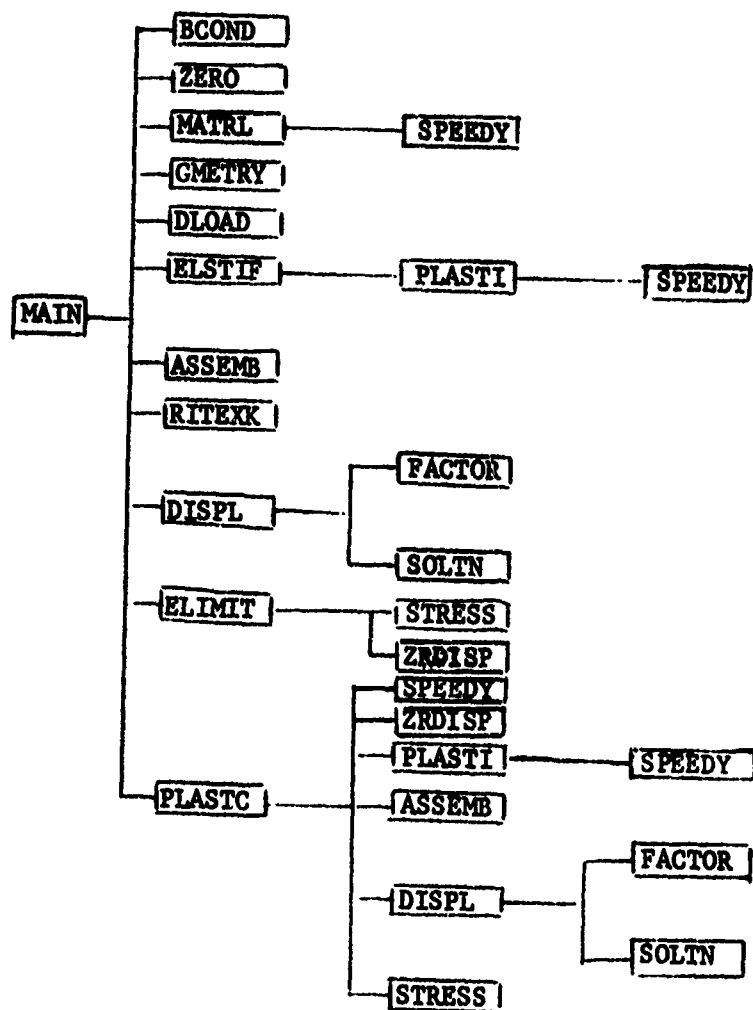 BCOND
ZERO
MATRL SPEEDY
GMETRY
DLOAD
ELSTIF PLASTI SPEEDY
MAIN
ASSEMB
RITEXK
FACTOR
DISPL
SOLTN
ELIMIT STRESS
ZRDISP
SPEEDY
ZRDISP
PLASTI SPEEDY
PLASTC ASSEMB
FACTOR
DISPL
SOLTN
STRESS